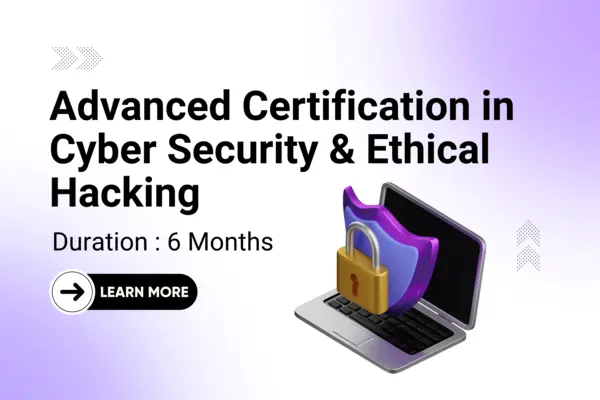 Advanced Certification in
Cyber Security & Ethical
Hacking
Duration : 6 Months
LEARN MORE